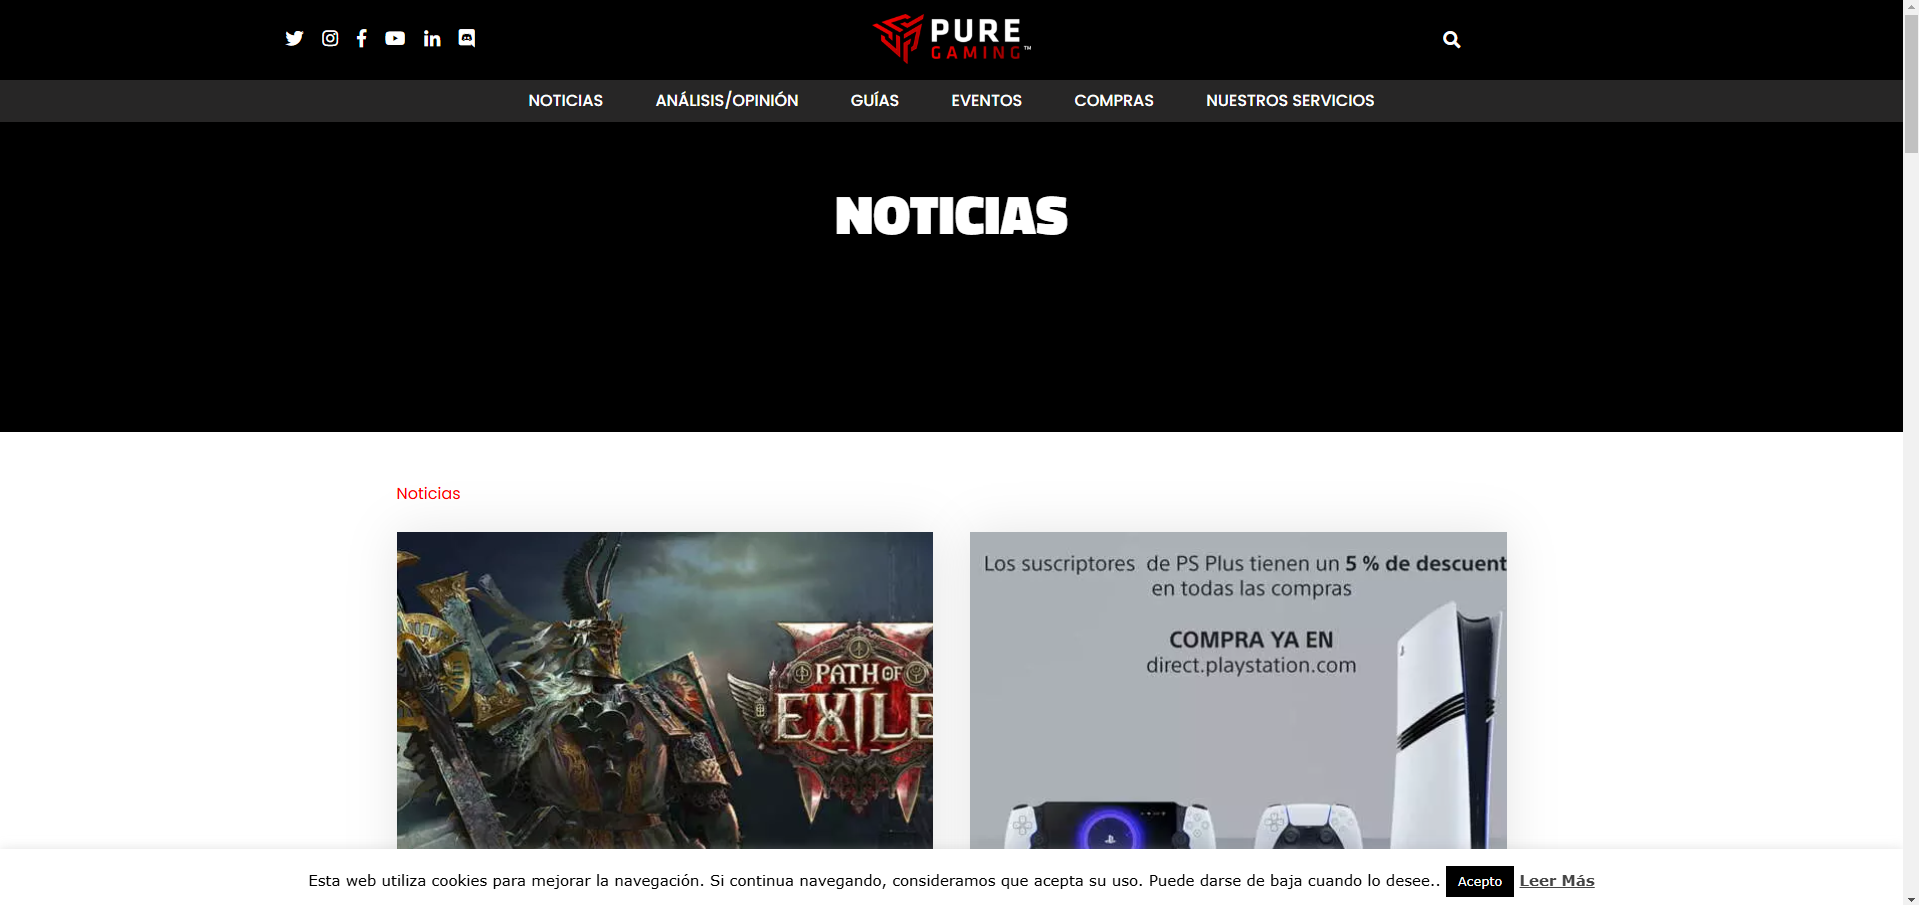 PURE
GAMING™
NOTICIAS
ANÁLISIS/OPINIÓN
GUÍAS
EVENTOS
COMPRAS
NUESTROS SERVICIOS
NOTICIAS
Noticias
PATH OF
EXILE
II
Los suscriptores de PS Plus tienen un 5 % de descuent
en todas las compras
COMPRA YA EN
direct.playstation.com
Esta web utiliza cookies para mejorar la navegación. Si continua navegando, consideramos que acepta su uso. Puede darse de baja cuando lo desee.. Acepto Leer Más